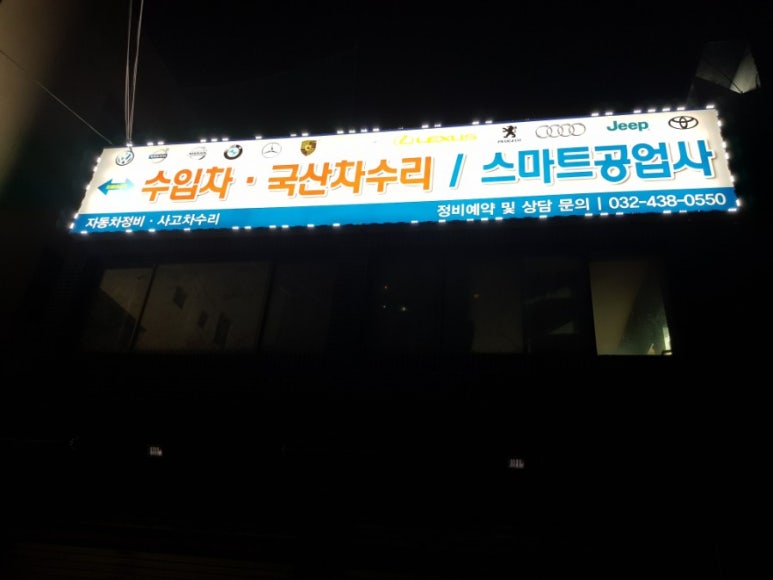 LEXUS PEUGEOT Jeep
수입차 · 국산차수리 / 스마트공업사
자동차정비 · 사고차수리 정비예약 및 상담 문의 | 032-438-0550